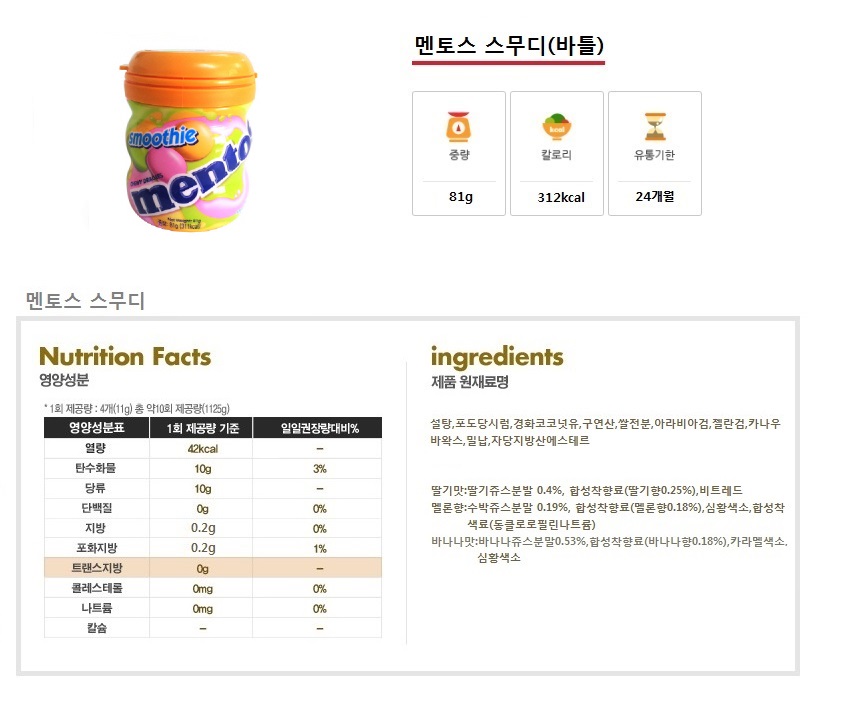 멘토스 스무디(바틀)
중량
칼로리
유통기한
81g
312kcal
24개월
smoothie
mento
Net weight 81g
81g (311kcal)
멘토스 스무디
Nutrition Facts
영양성분
* 1회 제공량 : 4개(11g) 총 약10회 제공량(1125g)
영양성분표 1회 제공량 기준 일일권장량대비%
열량 42kcal –
탄수화물 10g 3%
당류 10g –
단백질 0g 0%
지방 0.2g 0%
포화지방 0.2g 1%
트랜스지방 0g –
콜레스테롤 0mg 0%
나트륨 0mg 0%
칼슘 – –
ingredients
제품 원재료명
설탕,포도당시럽,경화코코넛유,구연산,쌀전분,아라비아검,젤란검,카나우
바왁스,밀납,자당지방산에스테르
딸기맛:딸기쥬스분말 0.4%, 합성착향료(딸기향0.25%),비트레드
멜론향:수박쥬스분말 0.19%, 합성착향료(멜론향0.18%),심황색소,합성착
색료(동클로로필린나트륨)
바나나맛:바나나쥬스분말0.53%,합성착향료(바나나향0.18%),카라멜색소,
심황색소